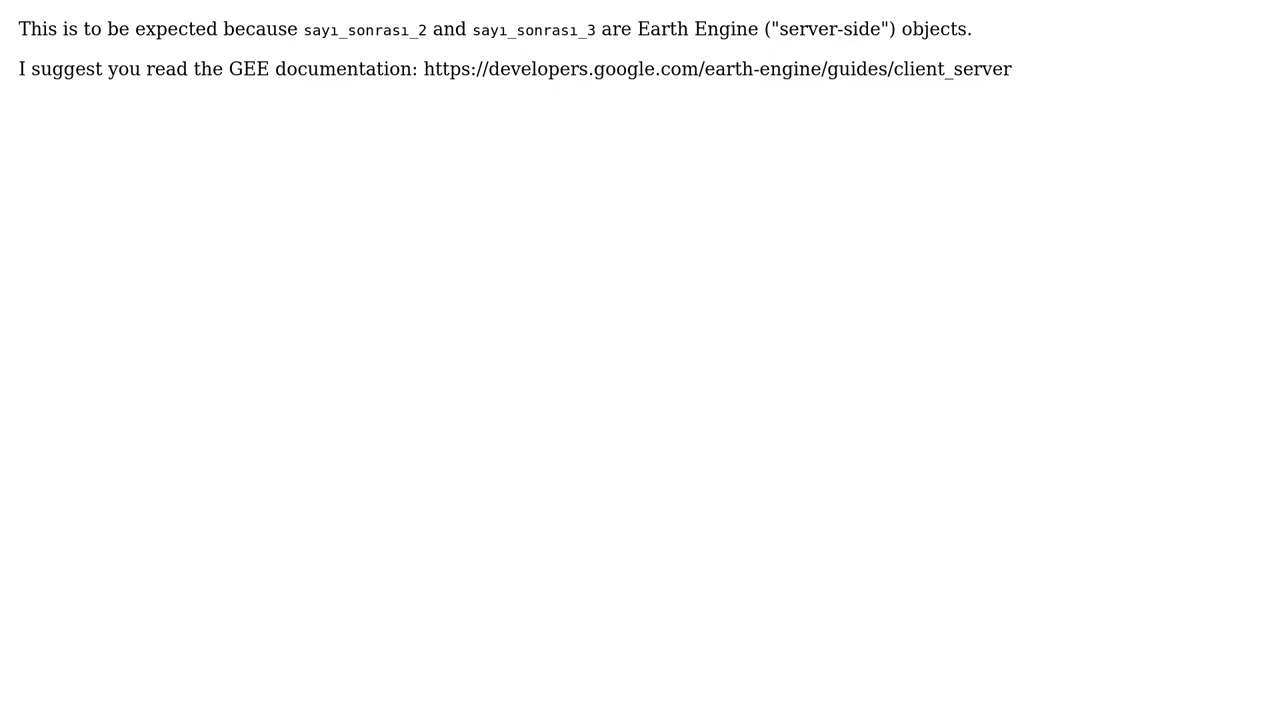 This is to be expected because sayı_sonrası_2 and sayı_sonrası_3 are Earth Engine ("server-side") objects.
I suggest you read the GEE documentation: https://developers.google.com/earth-engine/guides/client_server